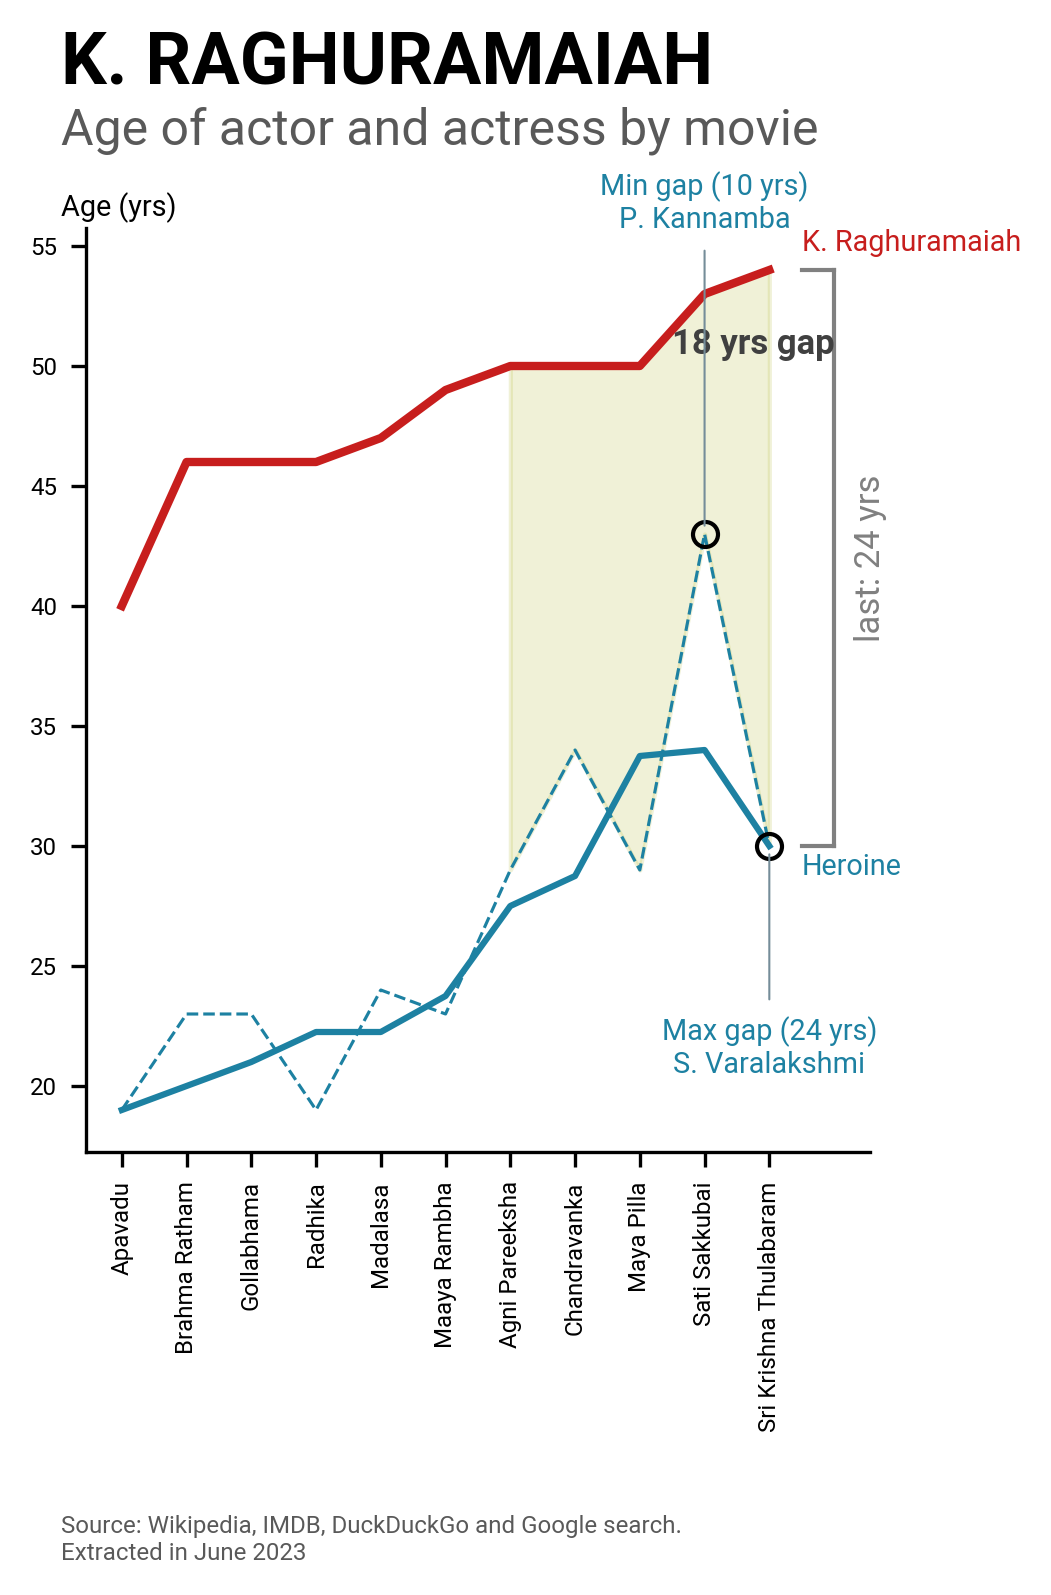 K. RAGHURAMAIAH
Age of actor and actress by movie
Min gap (10 yrs)
P. Kannamba
Age (yrs)
K. Raghuramaiah
55
18 yrs gap
50
45
last: 24 yrs
40
35
30
Heroine
25
Max gap (24 yrs)
S. Varalakshmi
20
Apavadu
Brahma Ratham
Gollabhama
Radhika
Madalasa
Maaya Rambha
Agni Pareeksha
Chandravanka
Maya Pilla
Sati Sakkubai
Sri Krishna Thulabaram
Source: Wikipedia, IMDB, DuckDuckGo and Google search.
Extracted in June 2023